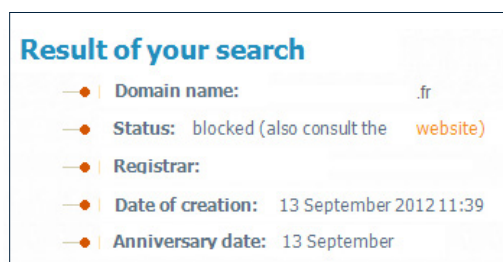 Result of your search
Domain name: .fr
Status: blocked (also consult the website)
Registrar:
Date of creation: 13 September 2012 11:39
Anniversary date: 13 September